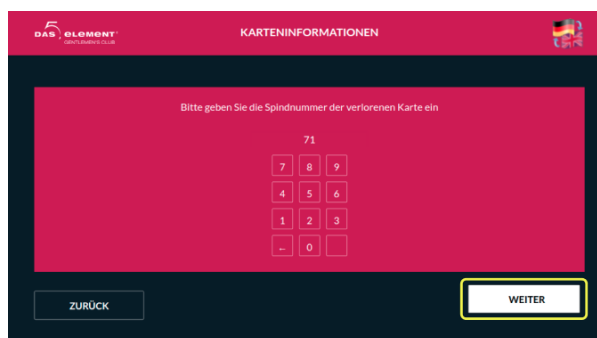 DAS 5. ELEMENT
GENTLEMEN'S CLUB
KARTENINFORMATIONEN
Bitte geben Sie die Spindnummer der verlorenen Karte ein
71
7 8 9
4 5 6
1 2 3
← 0
ZURÜCK
WEITER